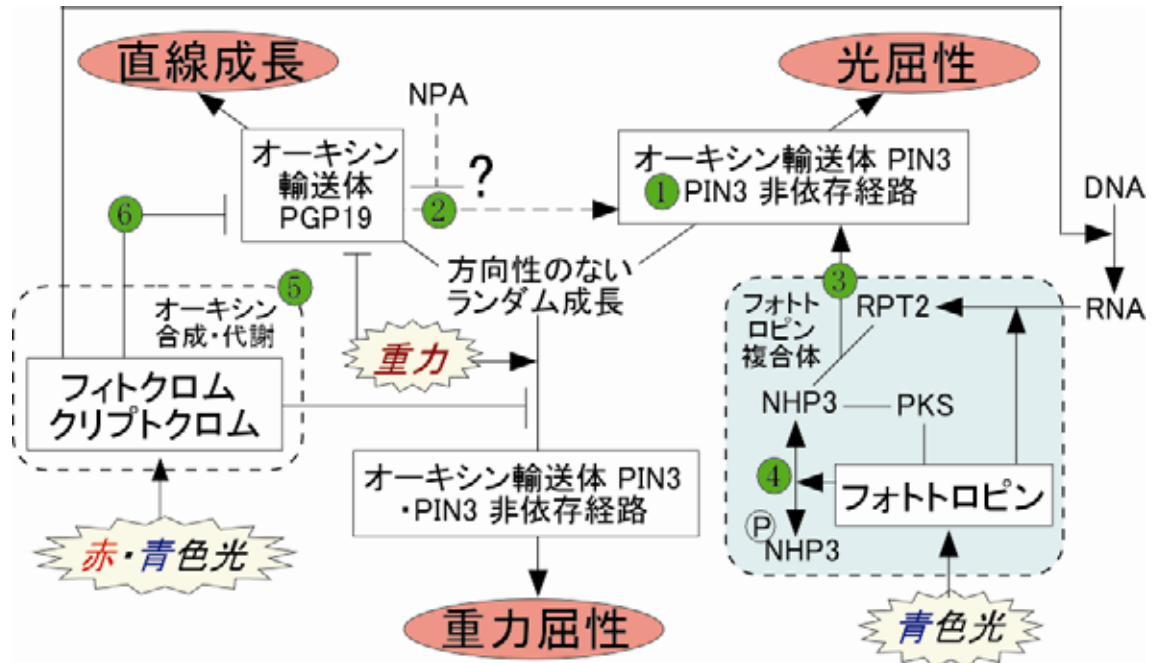 直線成長
光屈性
NPA
?
オーキシン
輸送体
PGP19
②
オーキシン輸送体 PIN3
① PIN3 非依存経路
DNA
⑥
方向性のない
ランダム成長
③
⑤
オーキシン
合成・代謝
フォトト
ロピン
複合体
RPT2
RNA
重力
フィトクロム
クリプトクロム
NHP3
PKS
オーキシン輸送体 PIN3
・PIN3 非依存経路
④
フォトトロピン
P
NHP3
赤・青色光
重力屈性
青色光